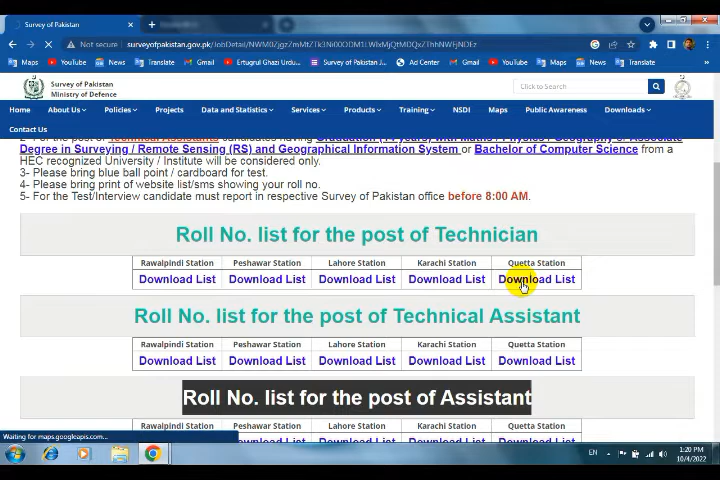 Survey of Pakistan
Not secure | surveyofpakistan.gov.pk/JobDetail/NWM0ZjgzZmMtZTk3Ni00ODM1LWIxMjQtMDQxZThhNWFjNDEz
Maps YouTube News Translate Gmail Ertugrul Ghazi Urdu... Survey of Pakistan J... Ad Center Gmail YouTube Maps News Translate
Survey of Pakistan
Ministry of Defence
Click to Search
Home About Us Policies Projects Data and Statistics Services Products Training NSDI Maps Public Awareness Downloads
Contact Us
Degree in Surveying / Remote Sensing (RS) and Geographical Information System or Bachelor of Computer Science from a
HEC recognized University / Institute will be considered only.
3- Please bring blue ball point / cardboard for test.
4- Please bring print of website list/sms showing your roll no.
5- For the Test/Interview candidate must report in respective Survey of Pakistan office before 8:00 AM.
Roll No. list for the post of Technician
Rawalpindi Station Peshawar Station Lahore Station Karachi Station Quetta Station
Download List Download List Download List Download List Download List
Roll No. list for the post of Technical Assistant
Rawalpindi Station Peshawar Station Lahore Station Karachi Station Quetta Station
Download List Download List Download List Download List Download List
Roll No. list for the post of Assistant
Rawalpindi Station Peshawar Station Lahore Station Karachi Station Quetta Station
Waiting for maps.googleapis.com...
EN
1:20 PM
10/4/2022